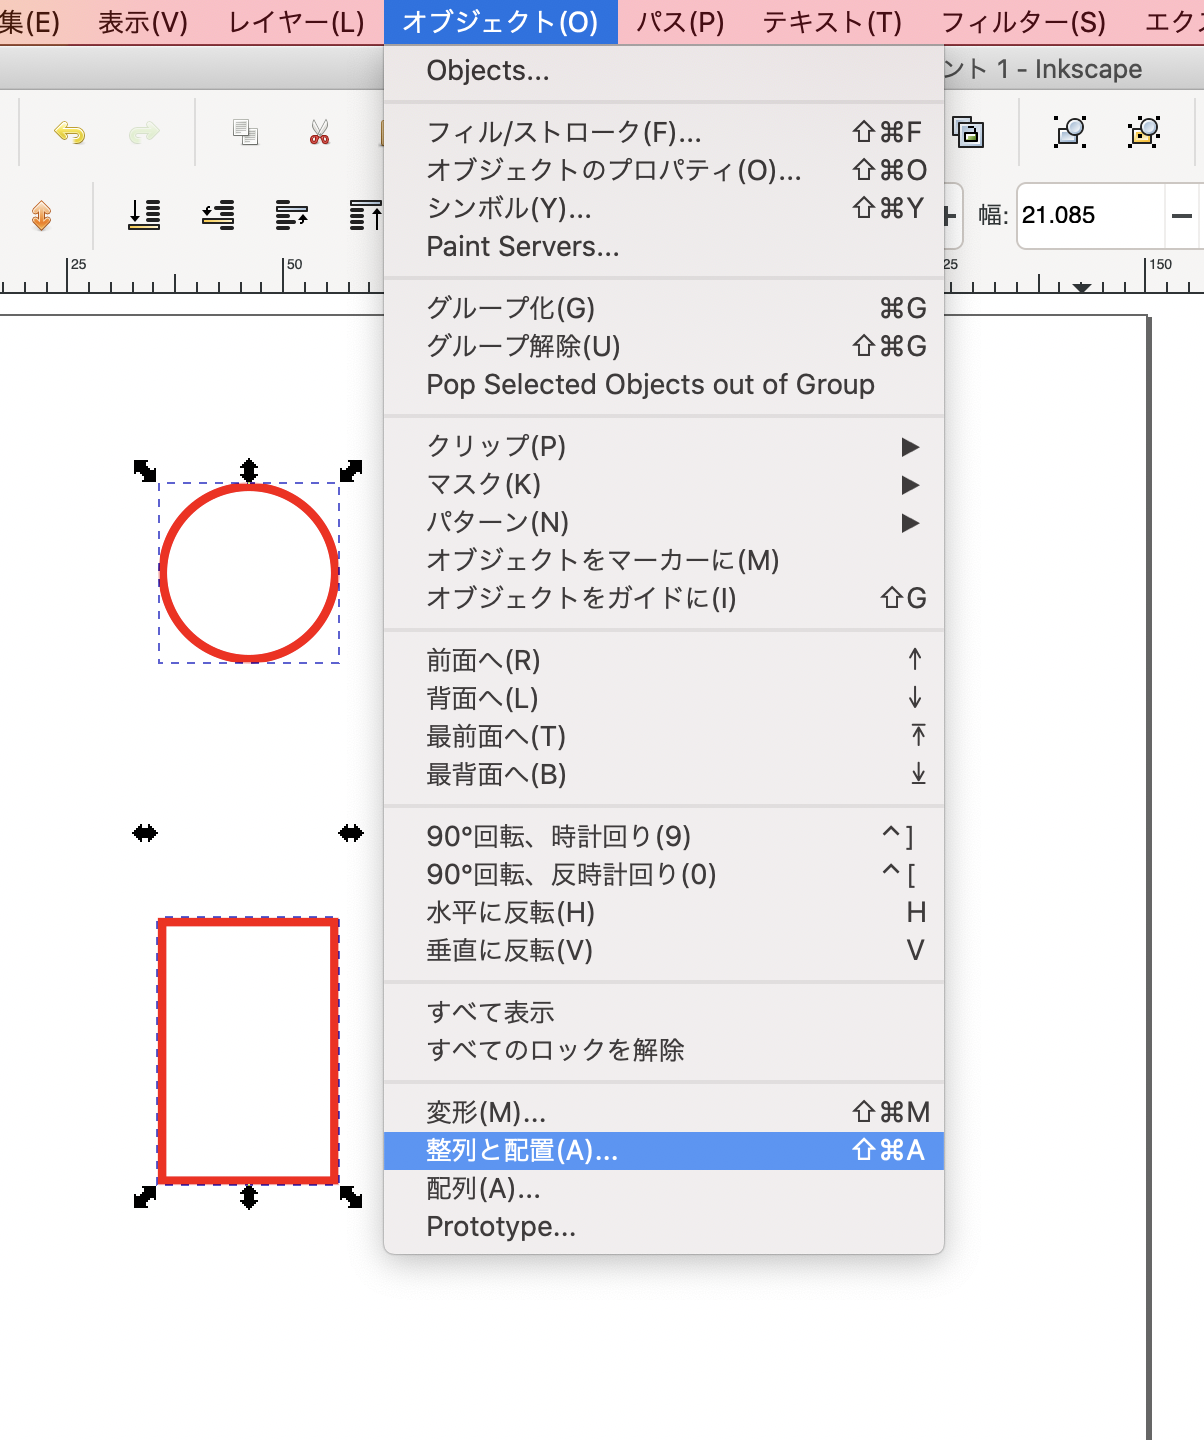 集(E) 表示(V) レイヤー(L) オブジェクト(O) パス(P) テキスト(T) フィルター(S) エクス
ント 1 - Inkscape
Objects...
フィル/ストローク(F)... ⇧⌘F
オブジェクトのプロパティ(O)... ⇧⌘O
シンボル(Y)... ⇧⌘Y
幅: 21.085
Paint Servers...
25 50 25 150
グループ化(G) ⌘G
グループ解除(U) ⇧⌘G
Pop Selected Objects out of Group
クリップ(P) ▶
マスク(K) ▶
パターン(N) ▶
オブジェクトをマーカーに(M)
オブジェクトをガイドに(I) ⇧G
前面へ(R) ↑
背面へ(L) ↓
最前面へ(T) ⤒
最背面へ(B) ⤓
90°回転、時計回り(9) ^ ]
90°回転、反時計回り(0) ^ [
水平に反転(H) H
垂直に反転(V) V
すべて表示
すべてのロックを解除
変形(M)... ⇧⌘M
整列と配置(A)... ⇧⌘A
配列(A)...
Prototype...